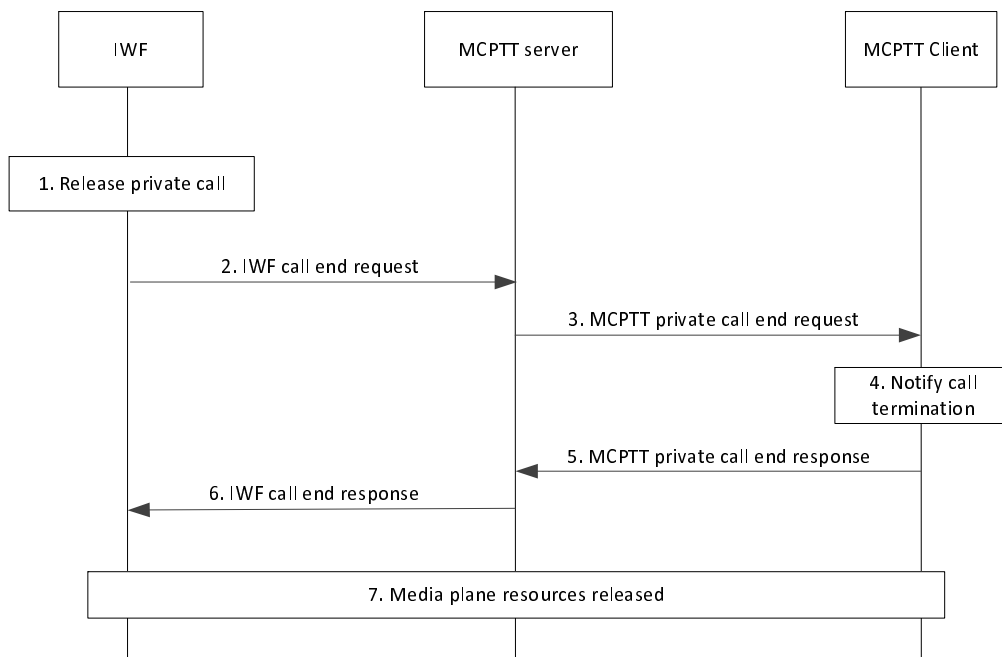 IWF
MCPTT server
MCPTT Client
1. Release private call
2. IWF call end request
3. MCPTT private call end request
4. Notify call
termination
5. MCPTT private call end response
6. IWF call end response
7. Media plane resources released